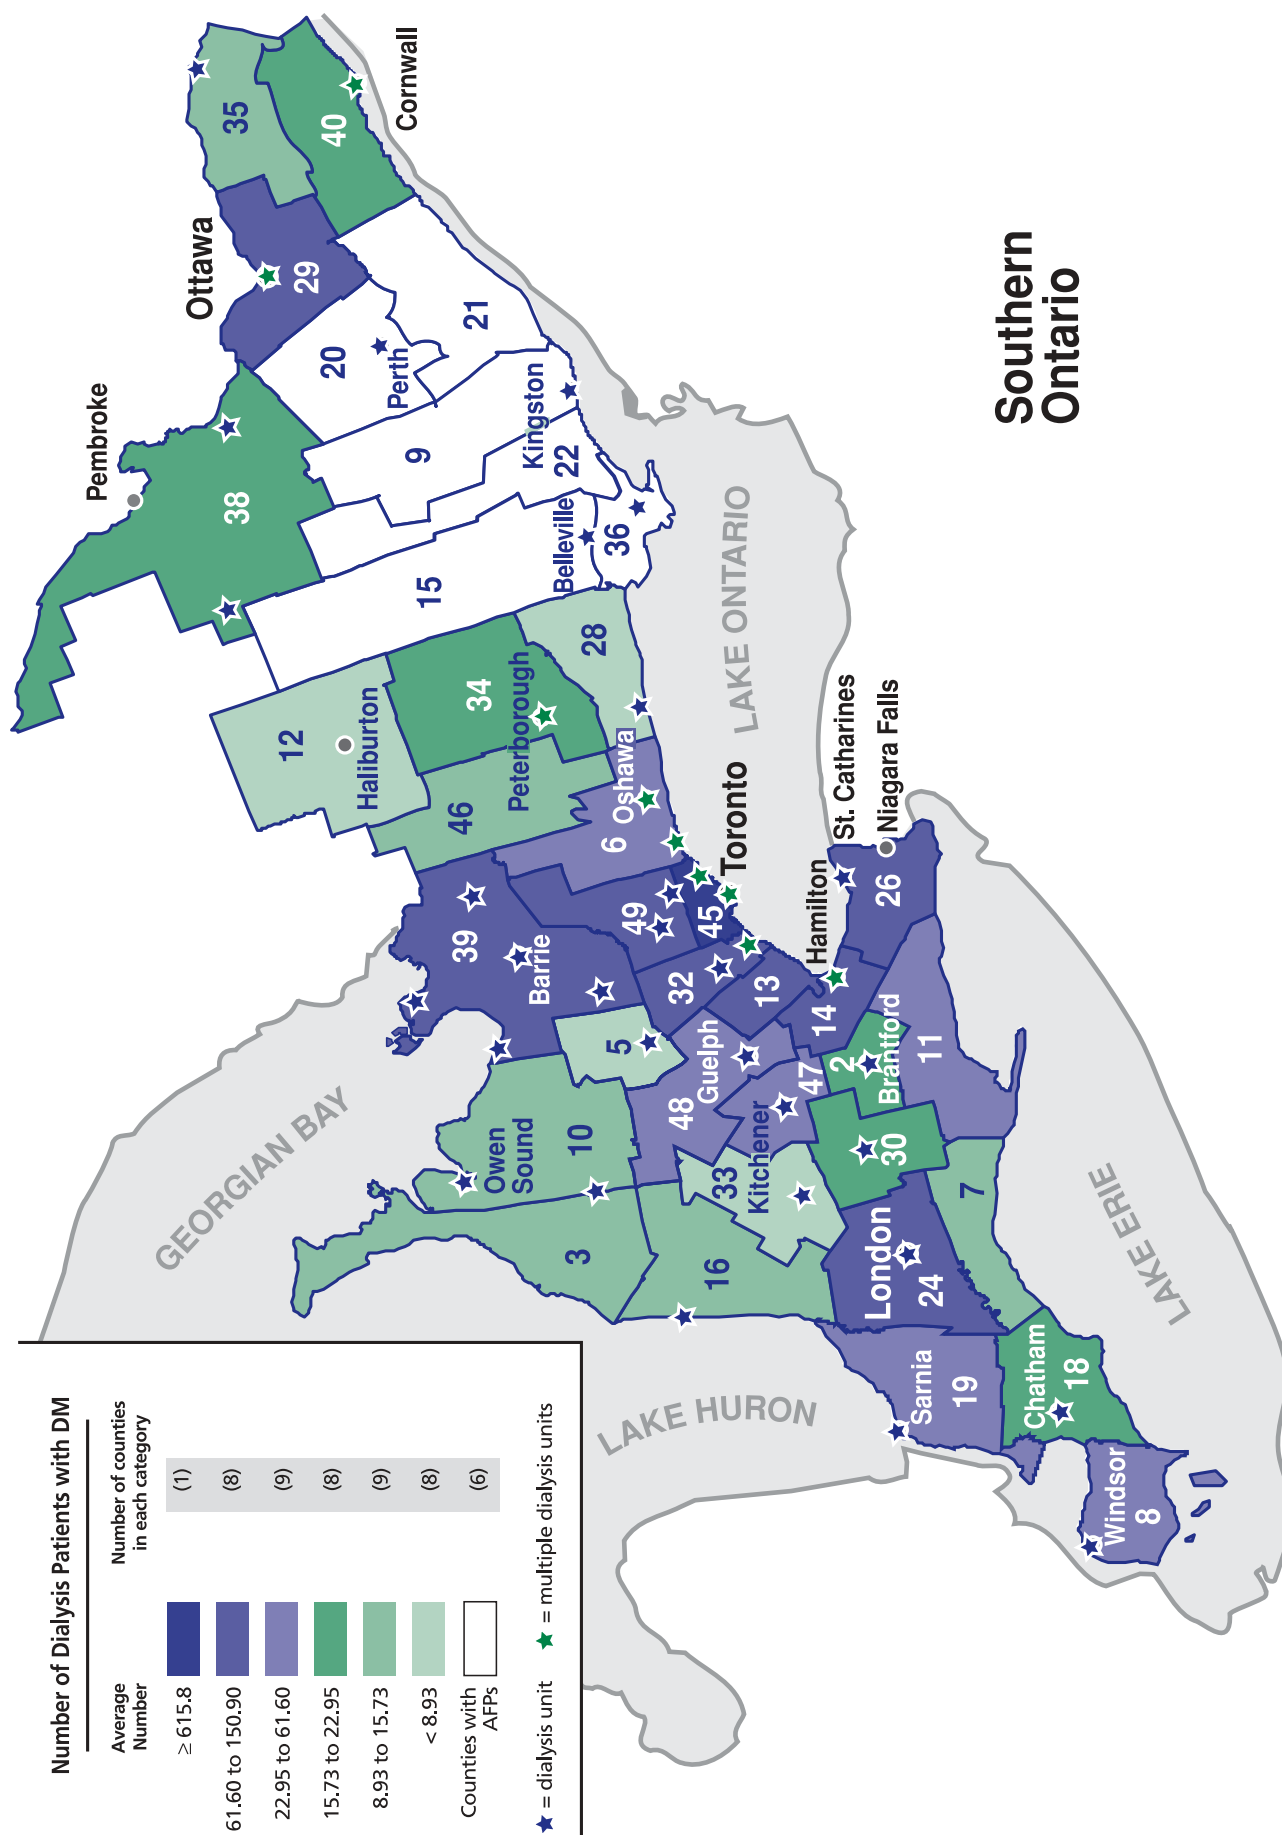 Number of Dialysis Patients with DM
Average
Number
Number of counties
in each category
≥ 615.8
(1)
61.60 to 150.90
(8)
22.95 to 61.60
(9)
15.73 to 22.95
(8)
8.93 to 15.73
(9)
< 8.93
(8)
Counties with
AFPs
(6)
= dialysis unit
= multiple dialysis units
Southern
Ontario
GEORGIAN BAY
LAKE HURON
LAKE ONTARIO
LAKE ERIE
Pembroke
38
Ottawa
29
35
40
Cornwall
20
Perth
21
9
Kingston
22
15
Belleville
36
12
Haliburton
34
Peterborough
28
46
6
Oshawa
39
Barrie
49
45
Toronto
32
13
5
Owen
Sound
10
3
48
Guelph
47
Kitchener
33
16
14
Hamilton
St. Catharines
Niagara Falls
26
2
Brantford
11
30
7
London
24
Sarnia
19
Chatham
18
Windsor
8